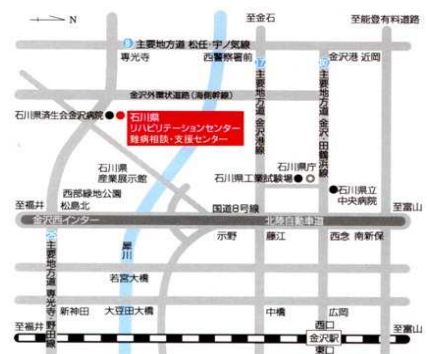 N
至金石
至能登有料道路
8 主要地方道 松任・宇ノ気線
専光寺
西警察署前
金沢港 近岡
17
60
金沢外環状道路(海側幹線)
主要地方道 金沢港線
主要地方道 金沢・田鶴浜線
石川県済生会金沢病院
石川県
リハビリテーションセンター
難病相談・支援センター
石川県
産業展示館
石川県庁
石川県工業試験場
石川県立
中央病院
西部緑地公園
至福井
松島北
国道8号線
至富山
金沢西インター
北陸自動車道
25
主要地方道 専光寺・野田線
犀川
示野
藤江
西念 南新保
若宮大橋
新神田
大豆田大橋
中橋
広岡
至福井
西口
金沢駅
東口
至富山